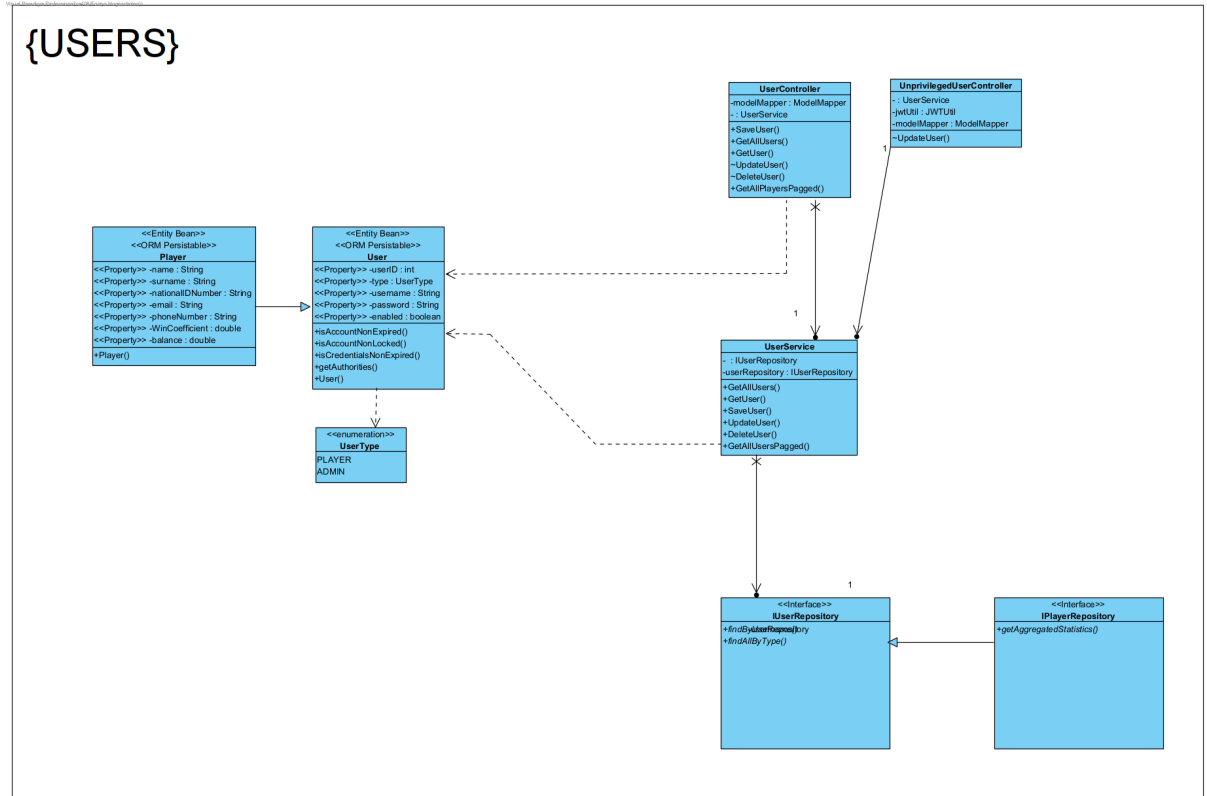 {USERS}
UserController
-modelMapper : ModelMapper
- : UserService
+SaveUser()
+GetAllUsers()
+GetUser()
~UpdateUser()
~DeleteUser()
+GetAllPlayersPagged()
UnprivilegedUserController
- : UserService
-jwtUtil : JWTUtil
-modelMapper : ModelMapper
~UpdateUser()
1
<<Entity Bean>>
<<ORM Persistable>>
Player
<<Property>> -name : String
<<Property>> -surname : String
<<Property>> -nationalIDNumber : String
<<Property>> -email : String
<<Property>> -phoneNumber : String
<<Property>> -WinCoefficient : double
<<Property>> -balance : double
+Player()
<<Entity Bean>>
<<ORM Persistable>>
User
<<Property>> -userID : int
<<Property>> -type : UserType
<<Property>> -username : String
<<Property>> -password : String
<<Property>> -enabled : boolean
+isAccountNonExpired()
+isAccountNonLocked()
+isCredentialsNonExpired()
+getAuthorities()
+User()
1
UserService
- : IUserRepository
-userRepository : IUserRepository
+GetAllUsers()
+GetUser()
+SaveUser()
+UpdateUser()
+DeleteUser()
+GetAllUsersPagged()
<<enumeration>>
UserType
PLAYER
ADMIN
1
<<Interface>>
IUserRepository
+findAllByType()
<<Interface>>
IPlayerRepository
+getAggregatedStatistics()